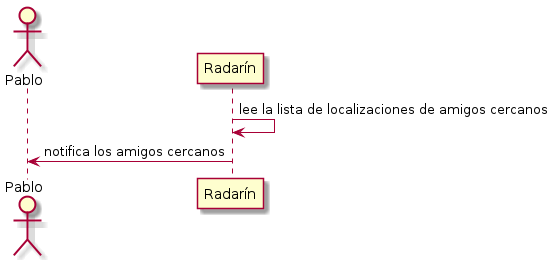 Pablo
Radarín
lee la lista de localizaciones de amigos cercanos
notifica los amigos cercanos
Pablo
Radarín